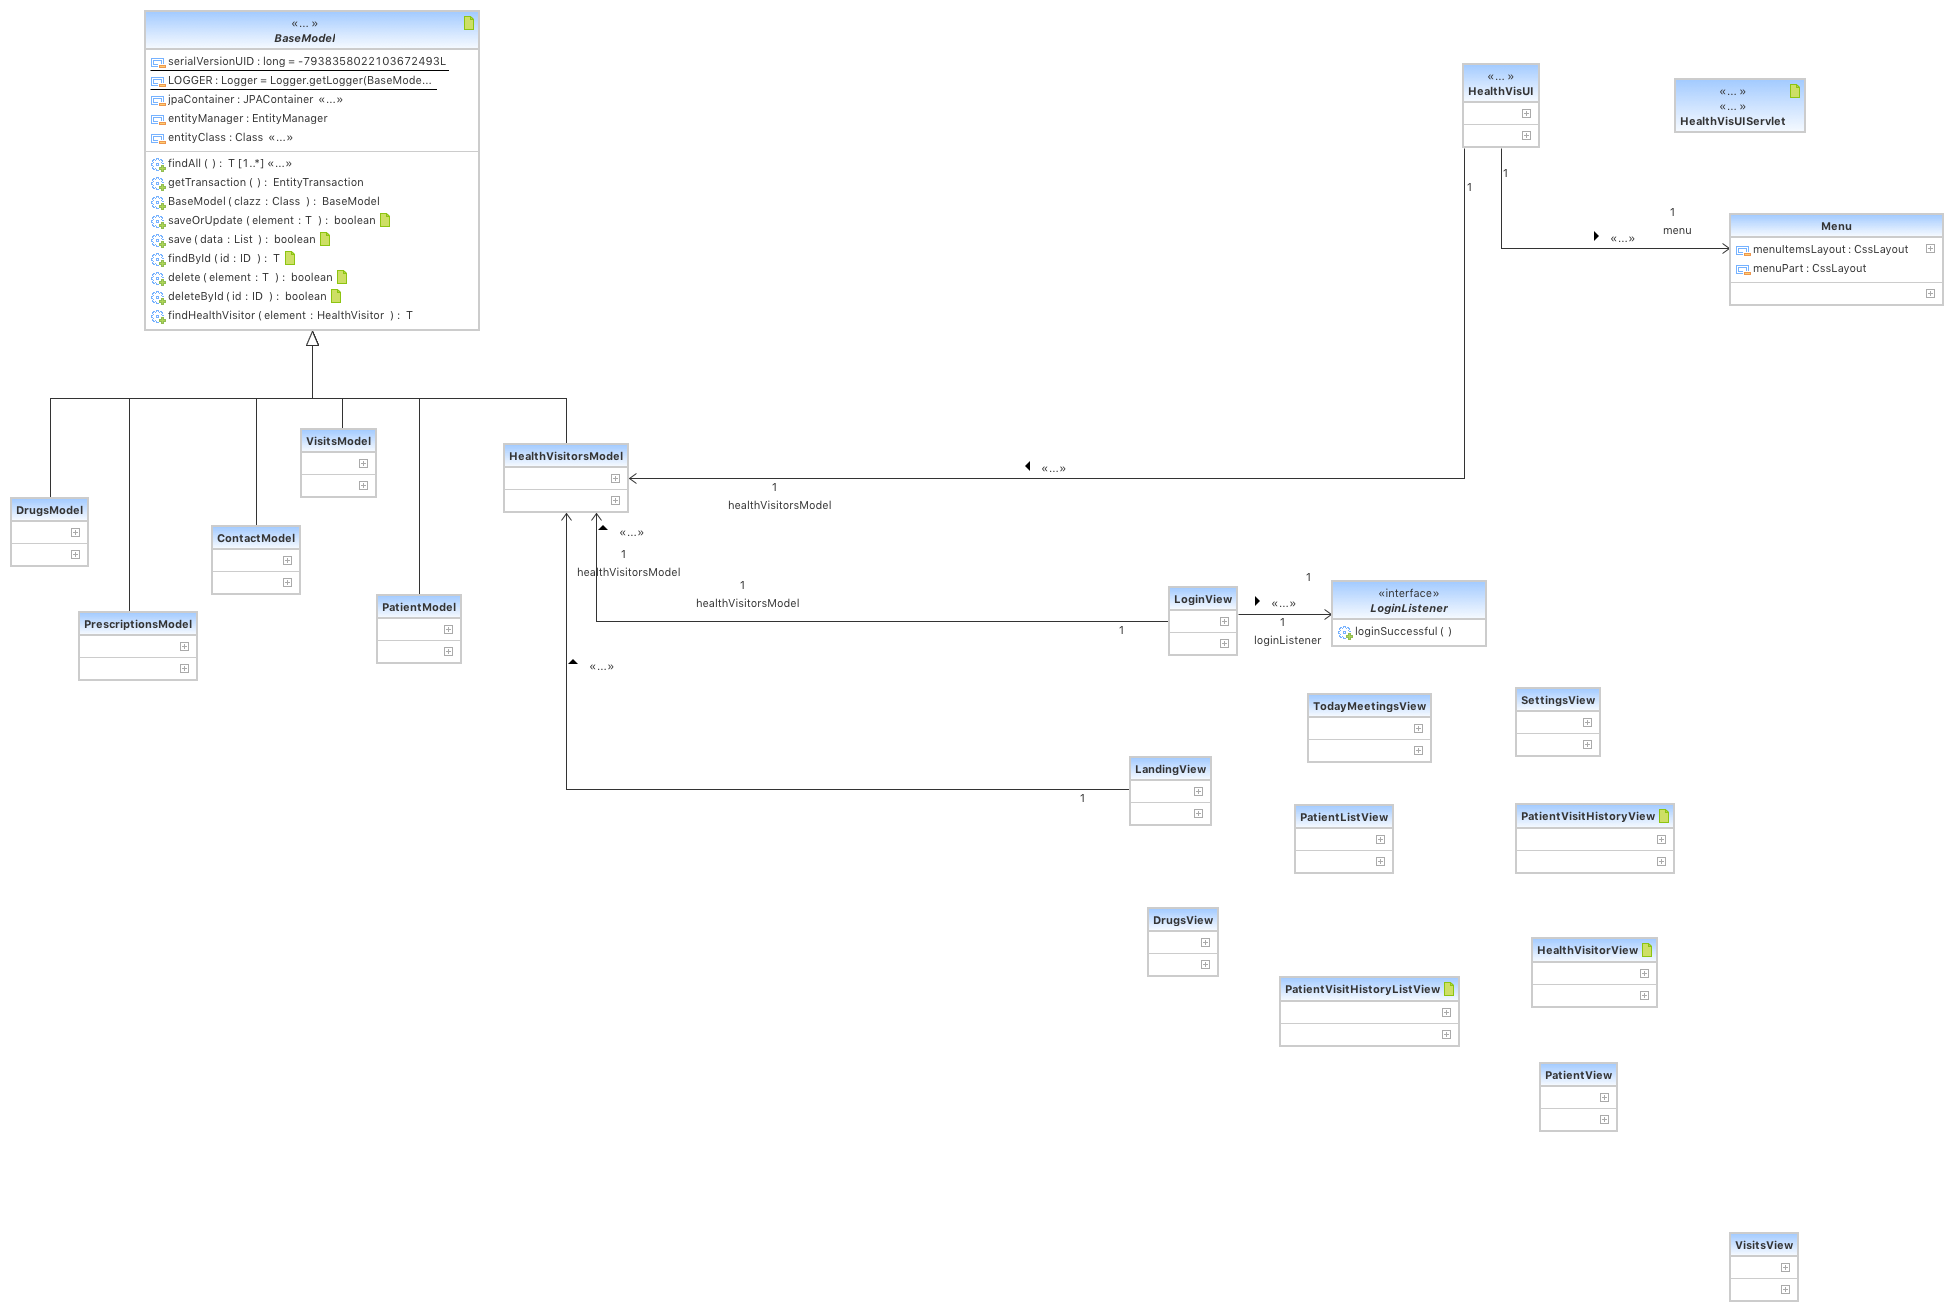 «... »
BaseModel
serialVersionUID : long = -7938358022103672493L
LOGGER : Logger = Logger.getLogger(BaseMode...
jpaContainer : JPAContainer «...»
entityManager : EntityManager
entityClass : Class «...»
findAll ( ) : T [1..*] «...»
getTransaction ( ) : EntityTransaction
BaseModel ( clazz : Class ) : BaseModel
saveOrUpdate ( element : T ) : boolean
save ( data : List ) : boolean
findById ( id : ID ) : T
delete ( element : T ) : boolean
deleteById ( id : ID ) : boolean
findHealthVisitor ( element : HealthVisitor ) : T
«... »
HealthVisUI
«... »
«... »
HealthVisUIServlet
1
1
1
menu
«...»
Menu
menuItemsLayout : CssLayout
menuPart : CssLayout
VisitsModel
HealthVisitorsModel
DrugsModel
ContactModel
PrescriptionsModel
PatientModel
«...»
1
healthVisitorsModel
«...»
1
healthVisitorsModel
1
healthVisitorsModel
1
«...»
1
LoginView
1
«...»
1
loginListener
«interface»
LoginListener
loginSuccessful ( )
TodayMeetingsView
SettingsView
LandingView
PatientListView
PatientVisitHistoryView
DrugsView
HealthVisitorView
PatientVisitHistoryListView
PatientView
VisitsView